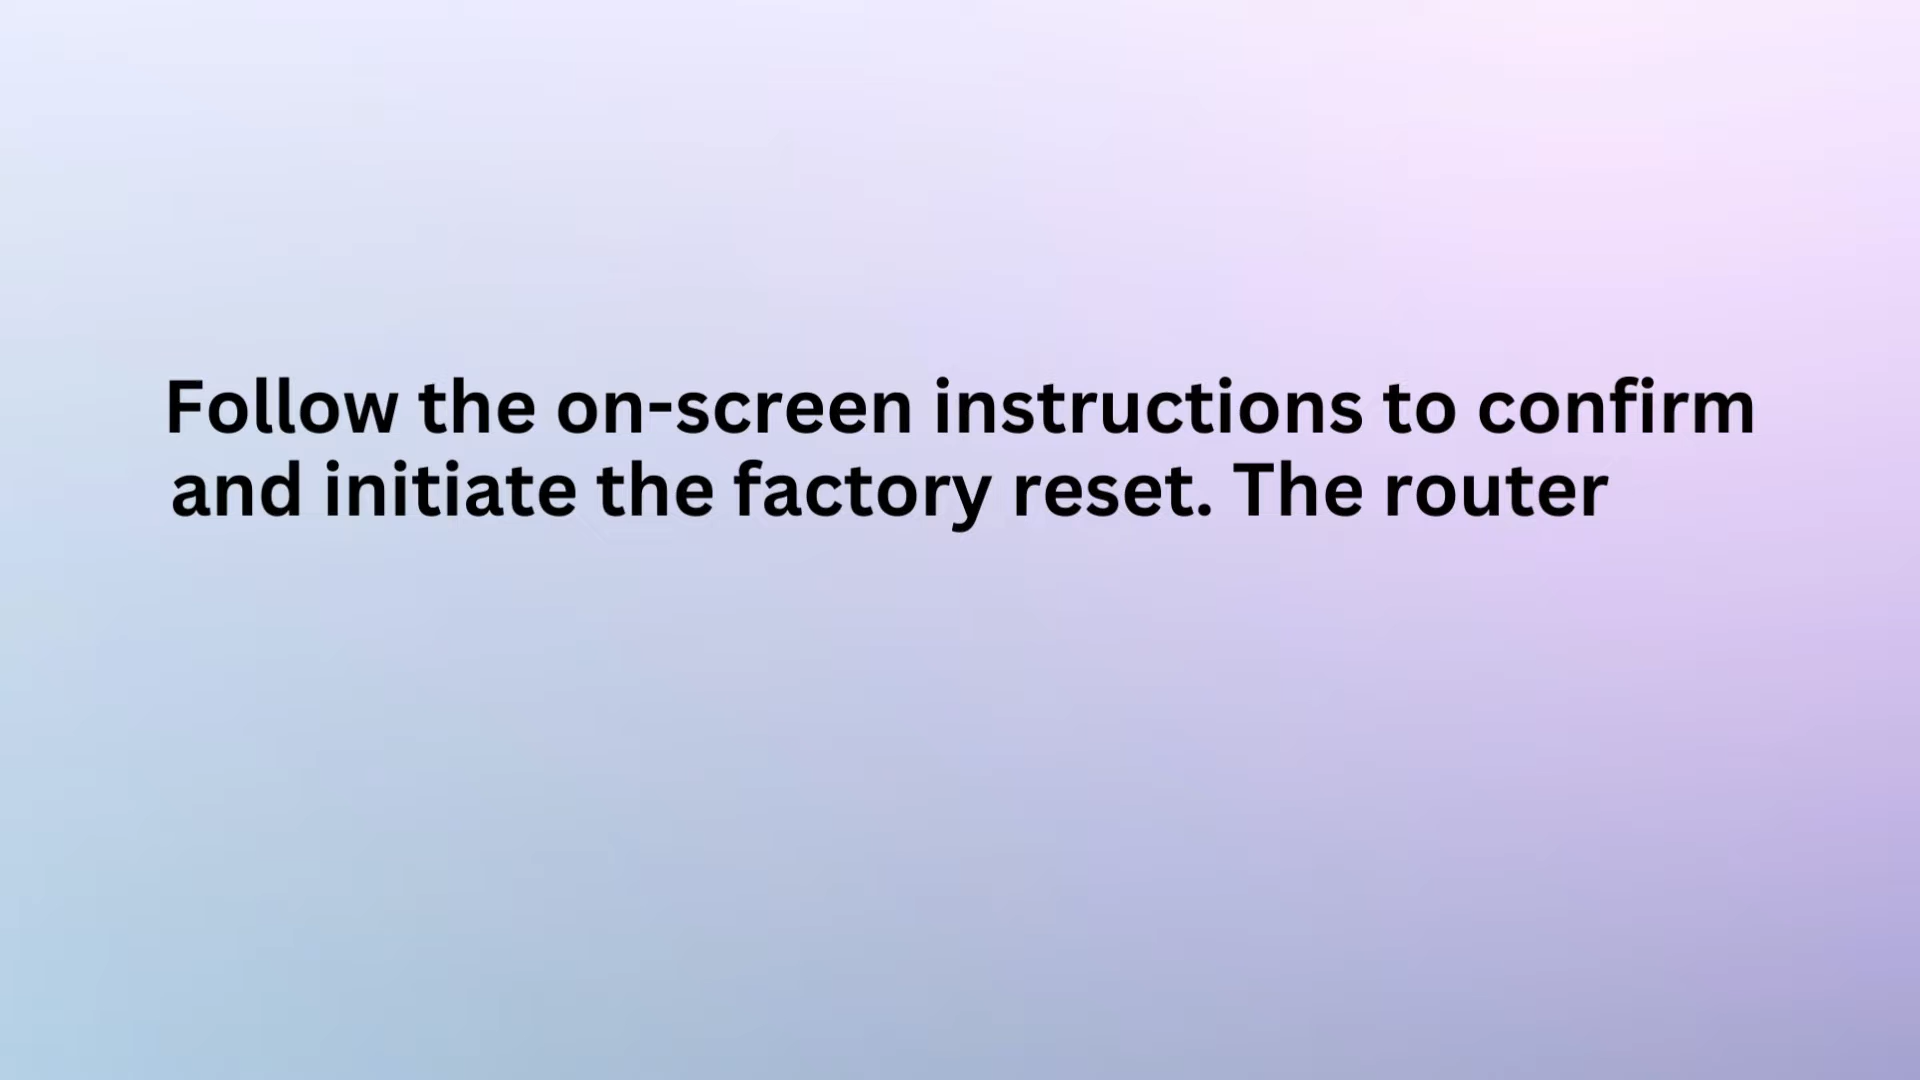 Follow the on-screen instructions to confirm
and initiate the factory reset. The router